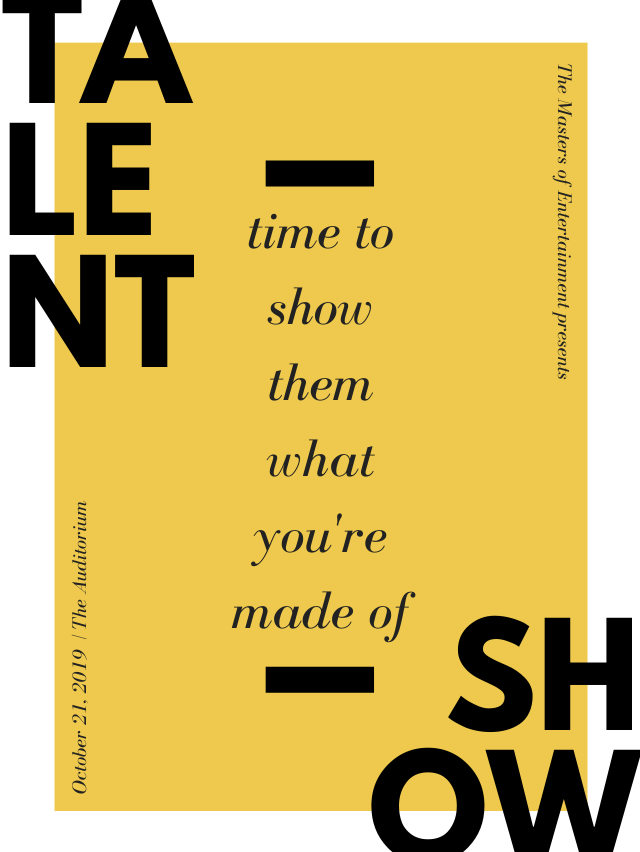 TA
LE
NT
The Masters of Entertainment presents
time to
show
them
what
you're
made of
October 21, 2019 | The Auditorium
SH
OW